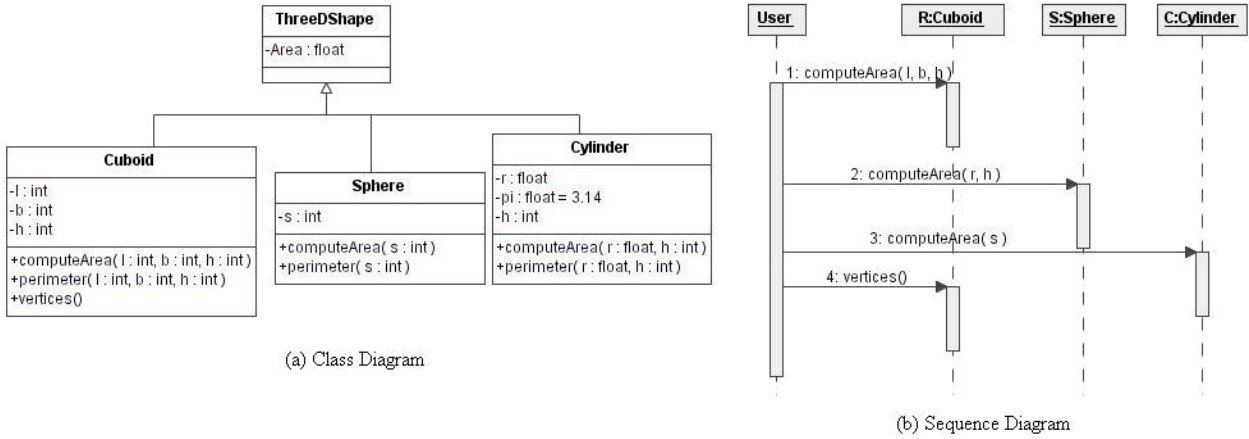 ThreeDShape
-Area : float
Cuboid
-l : int
-b : int
-h : int
+computeArea( l : int, b : int, h : int )
+perimeter( l : int, b : int, h : int )
+vertices()
Sphere
-s : int
+computeArea( s : int )
+perimeter( s : int )
Cylinder
-r : float
-pi : float = 3.14
-h : int
+computeArea( r : float, h : int )
+perimeter( r : float, h : int )
(a) Class Diagram
User
R:Cuboid
S:Sphere
C:Cylinder
1: computeArea( l, b, h )
2: computeArea( r, h )
3: computeArea( s )
4: vertices()
(b) Sequence Diagram